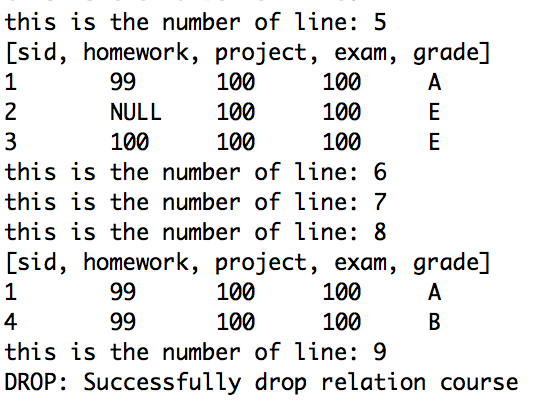 this is the number of line: 5
[sid, homework, project, exam, grade]
1 99 100 100 A
2 NULL 100 100 E
3 100 100 100 E
this is the number of line: 6
this is the number of line: 7
this is the number of line: 8
[sid, homework, project, exam, grade]
1 99 100 100 A
4 99 100 100 B
this is the number of line: 9
DROP: Successfully drop relation course